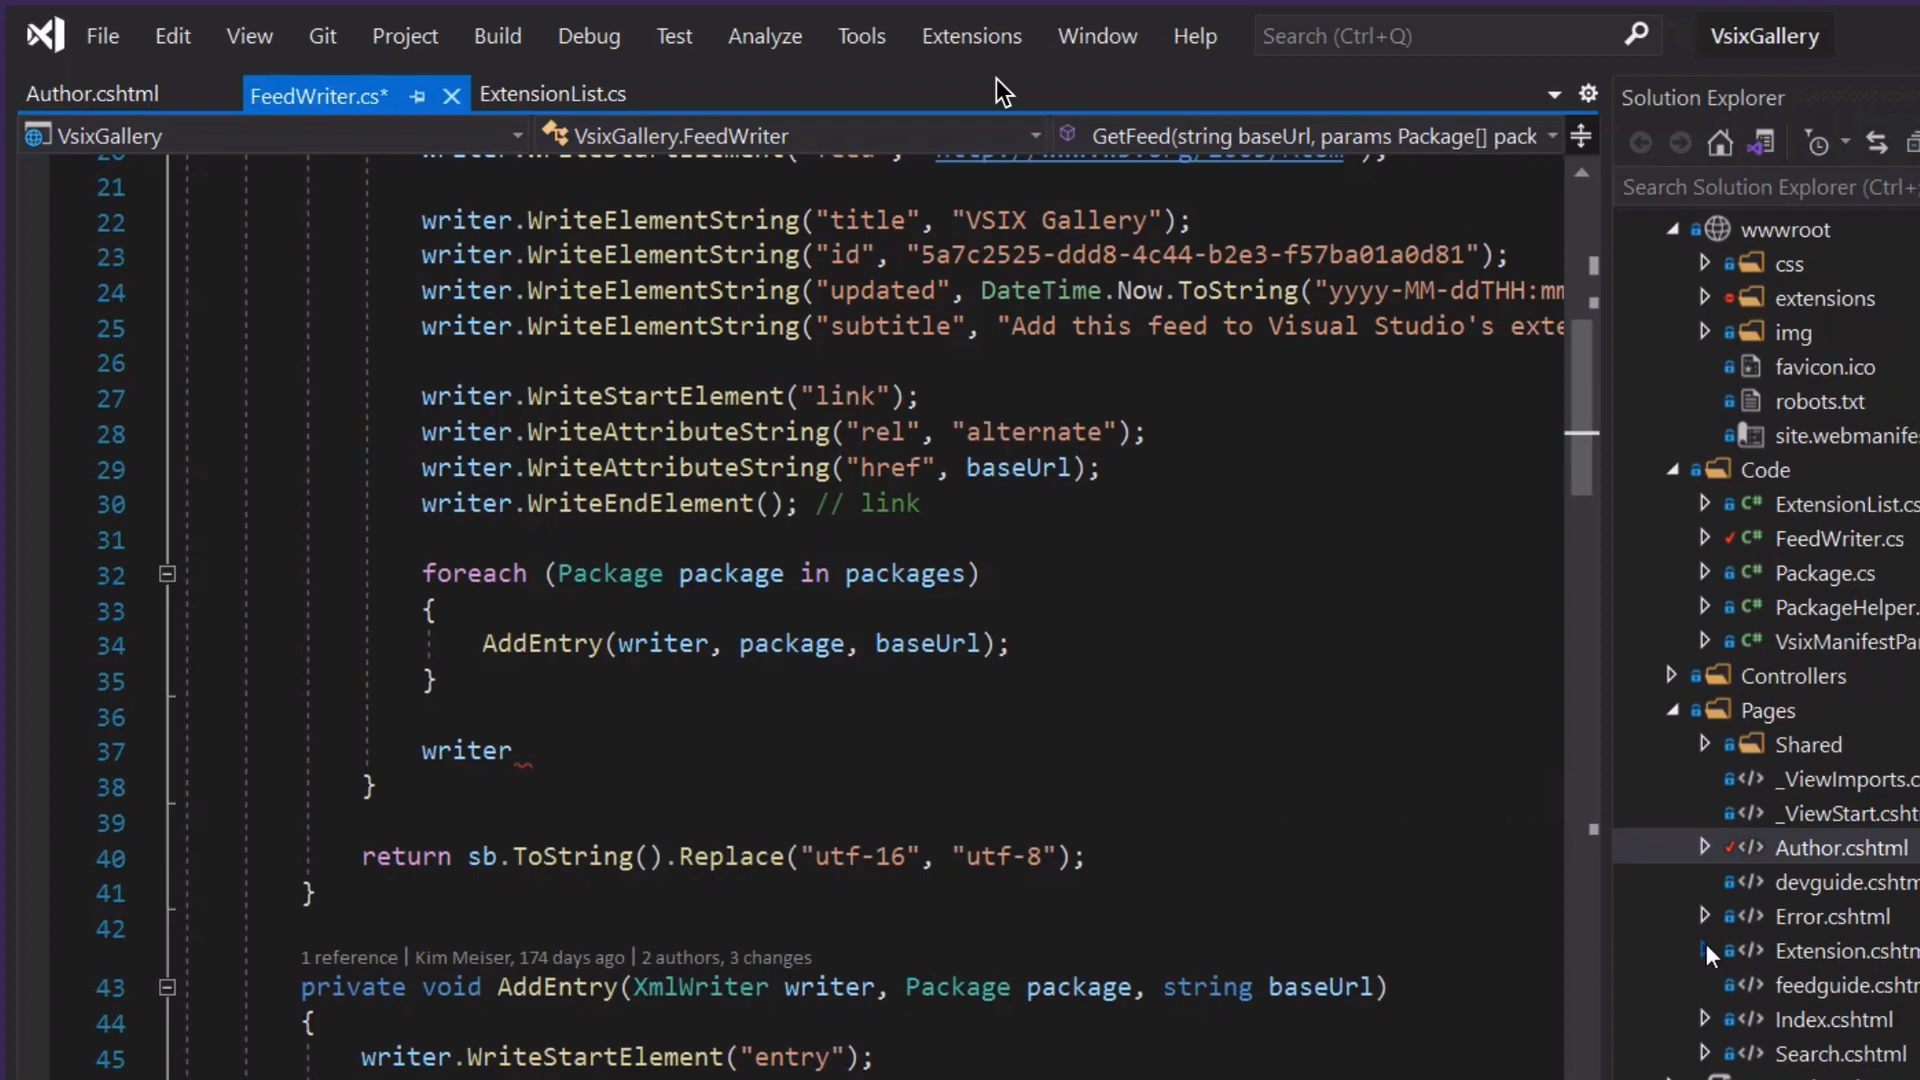 File Edit View Git Project Build Debug Test Analyze Tools Extensions Window Help Search (Ctrl+Q) VsixGallery
Author.cshtml FeedWriter.cs* ExtensionList.cs
VsixGallery VsixGallery.FeedWriter GetFeed(string baseUrl, params Package[] pack
21
22 writer.WriteElementString("title", "VSIX Gallery");
23 writer.WriteElementString("id", "5a7c2525-ddd8-4c44-b2e3-f57ba01a0d81");
24 writer.WriteElementString("updated", DateTime.Now.ToString("yyyy-MM-ddTHH:mm
25 writer.WriteElementString("subtitle", "Add this feed to Visual Studio's exte
26
27 writer.WriteStartElement("link");
28 writer.WriteAttributeString("rel", "alternate");
29 writer.WriteAttributeString("href", baseUrl);
30 writer.WriteEndElement(); // link
31
32 foreach (Package package in packages)
33 {
34 AddEntry(writer, package, baseUrl);
35 }
36
37 writer
38 }
39
40 return sb.ToString().Replace("utf-16", "utf-8");
41 }
42
1 reference | Kim Meiser, 174 days ago | 2 authors, 3 changes
43 private void AddEntry(XmlWriter writer, Package package, string baseUrl)
44 {
45 writer.WriteStartElement("entry");
Solution Explorer
Search Solution Explorer (Ctrl+
wwwroot
css
extensions
img
favicon.ico
robots.txt
site.webmanife
Code
C# ExtensionList.cs
C# FeedWriter.cs
C# Package.cs
C# PackageHelper.
C# VsixManifestPa
Controllers
Pages
Shared
_ViewImports.c
_ViewStart.csht
Author.cshtml
devguide.cshtm
Error.cshtml
Extension.cshtm
feedguide.cshtm
Index.cshtml
Search.cshtml